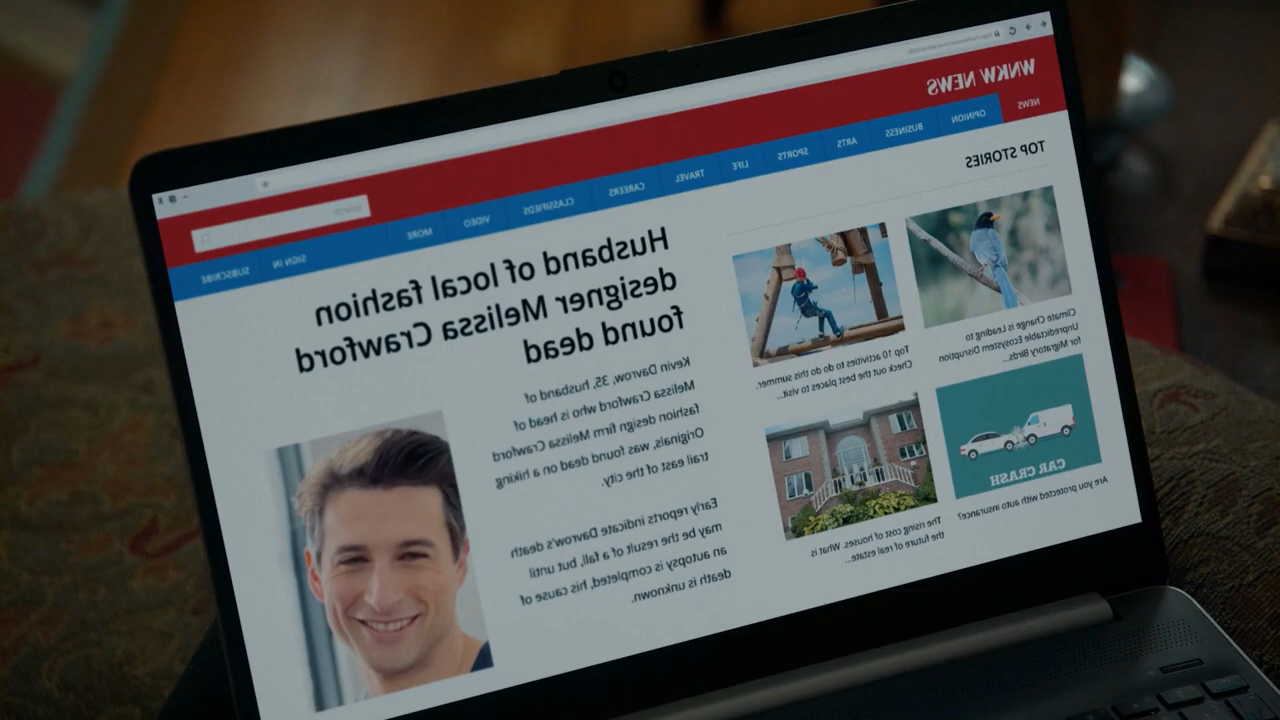 WNKW NEWS
Search
NEWS
OPINION
BUSINESS
ARTS
SPORTS
LIFE
TRAVEL
CAREERS
CLASSIFIEDS
VIDEO
MORE
SIGN IN
SUBSCRIBE
TOP STORIES
Climate Change is Leading to
Unpredictable Ecosystem Disruption
for Migratory Birds...
Top 10 activities to do do this summer.
Check out the best places to visit...
CAR CRASH
Are you protected with auto insurance?
The rising of cost of houses, What is
the future of real estate...
Husband of local fashion
designer Melissa Crawford
found dead
Kevin Davrow, 35, husband of
Melissa Crawford who is head of
fashion design firm Melissa Crawford
Originals, was found dead on a hiking
trail east of the city.
Early reports indicate Davrow's death
may be the result of a fall, but until
an autopsy is completed, his cause of
death is unknown.